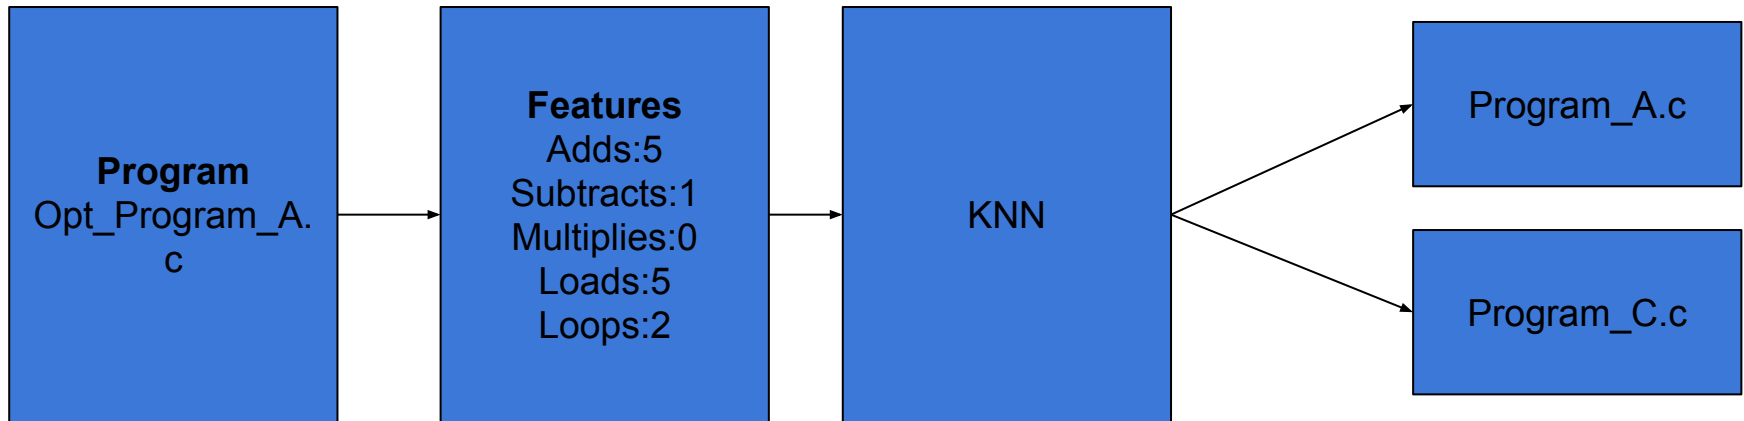 Program
Opt_Program_A.
c
Features
Adds:5
Subtracts:1
Multiplies:0
Loads:5
Loops:2
KNN
Program_A.c
Program_C.c